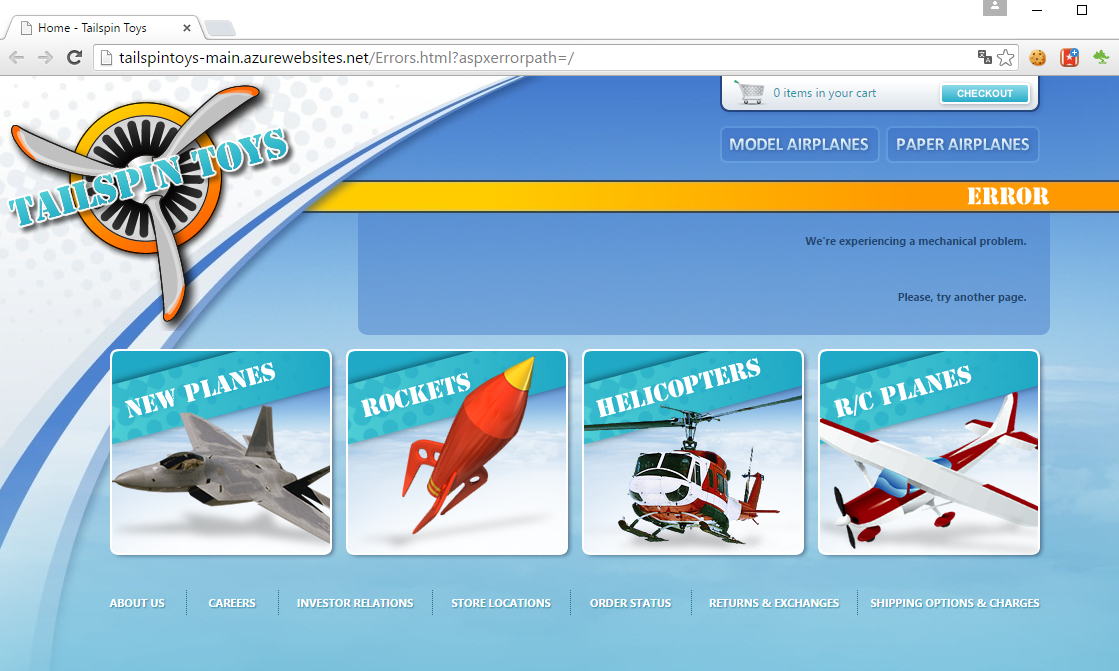 Home - Tailspin Toys
tailspintoys-main.azurewebsites.net/Errors.html?aspxerrorpath=/
0 items in your cart
CHECKOUT
TAILSPIN TOYS
MODEL AIRPLANES
PAPER AIRPLANES
ERROR
We're experiencing a mechanical problem.
Please, try another page.
NEW PLANES
ROCKETS
HELICOPTERS
R/C PLANES
ABOUT US
CAREERS
INVESTOR RELATIONS
STORE LOCATIONS
ORDER STATUS
RETURNS & EXCHANGES
SHIPPING OPTIONS & CHARGES